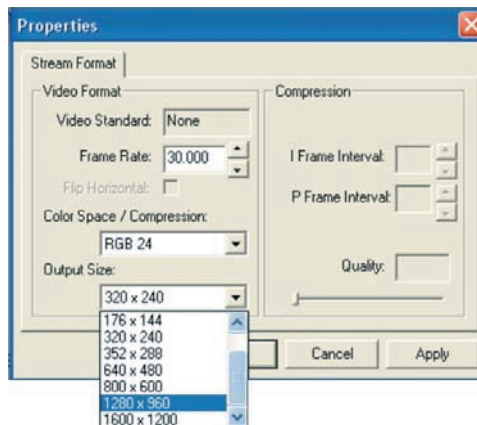 Properties
Stream Format
Video Format
Video Standard: None
Frame Rate: 30.000
Flip Horizontal:
Color Space / Compression:
RGB 24
Output Size:
320 x 240
176 x 144
320 x 240
352 x 288
640 x 480
800 x 600
1280 x 960
1600 x 1200
Compression
I Frame Interval:
P Frame Interval:
Quality:
Cancel
Apply